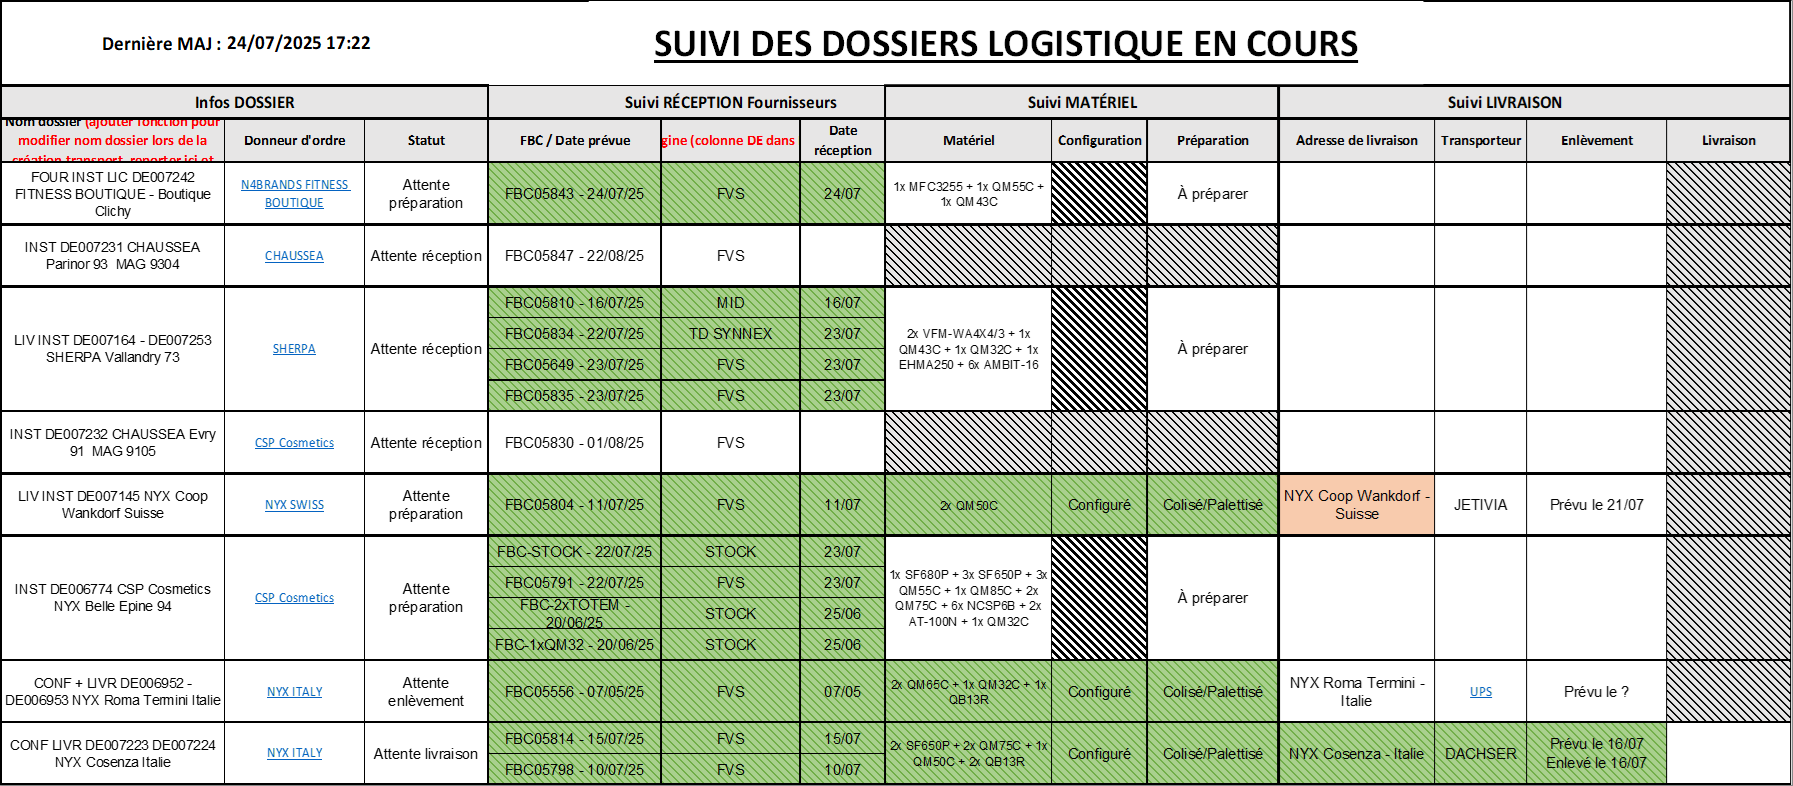 Dernière MAJ : 24/07/2025 17:22
SUIVI DES DOSSIERS LOGISTIQUE EN COURS
Infos DOSSIER
Suivi RÉCEPTION Fournisseurs
Suivi MATÉRIEL
Suivi LIVRAISON
Nom dossier (ajouter fonction pour
modifier nom dossier lors de la
création transport, reporter ici et
Donneur d'ordre
Statut
FBC / Date prévue
gine (colonne DE dans
Date
réception
Matériel
Configuration
Préparation
Adresse de livraison
Transporteur
Enlèvement
Livraison
FOUR INST LIC DE007242
FITNESS BOUTIQUE - Boutique
Clichy
N4BRANDS FITNESS
BOUTIQUE
Attente
préparation
FBC05843 - 24/07/25
FVS
24/07
1x MFC3255 + 1x QM55C +
1x QM43C
À préparer
INST DE007231 CHAUSSEA
Parinor 93 MAG 9304
CHAUSSEA
Attente réception
FBC05847 - 22/08/25
FVS
LIV INST DE007164 - DE007253
SHERPA Vallandry 73
SHERPA
Attente réception
FBC05810 - 16/07/25
MID
16/07
FBC05834 - 22/07/25
TD SYNNEX
23/07
FBC05649 - 23/07/25
FVS
23/07
FBC05835 - 23/07/25
FVS
23/07
2x VFM-WA4X4/3 + 1x
QM43C + 1x QM32C + 1x
EHMA250 + 6x AMBIT-16
À préparer
INST DE007232 CHAUSSEA Evry
91 MAG 9105
CSP Cosmetics
Attente réception
FBC05830 - 01/08/25
FVS
LIV INST DE007145 NYX Coop
Wankdorf Suisse
NYX SWISS
Attente
préparation
FBC05804 - 11/07/25
FVS
11/07
2x QM50C
Configuré
Colisé/Palettisé
NYX Coop Wankdorf -
Suisse
JETIVIA
Prévu le 21/07
INST DE006774 CSP Cosmetics
NYX Belle Epine 94
CSP Cosmetics
Attente
préparation
FBC-STOCK - 22/07/25
STOCK
23/07
FBC05791 - 22/07/25
FVS
23/07
FBC-2xTOTEM -
20/06/25
STOCK
25/06
FBC-1xQM32 - 20/06/25
STOCK
25/06
1x SF680P + 3x SF650P + 3x
QM55C + 1x QM85C + 2x
QM75C + 6x NCSP6B + 2x
AT-100N + 1x QM32C
À préparer
CONF + LIVR DE006952 -
DE006953 NYX Roma Termini Italie
NYX ITALY
Attente
enlèvement
FBC05556 - 07/05/25
FVS
07/05
2x QM65C + 1x QM32C + 1x
QB13R
Configuré
Colisé/Palettisé
NYX Roma Termini -
Italie
UPS
Prévu le ?
CONF LIVR DE007223 DE007224
NYX Cosenza Italie
NYX ITALY
Attente livraison
FBC05814 - 15/07/25
FVS
15/07
FBC05798 - 10/07/25
FVS
10/07
2x SF650P + 2x QM75C + 1x
QM50C + 2x QB13R
Configuré
Colisé/Palettisé
NYX Cosenza - Italie
DACHSER
Prévu le 16/07
Enlevé le 16/07